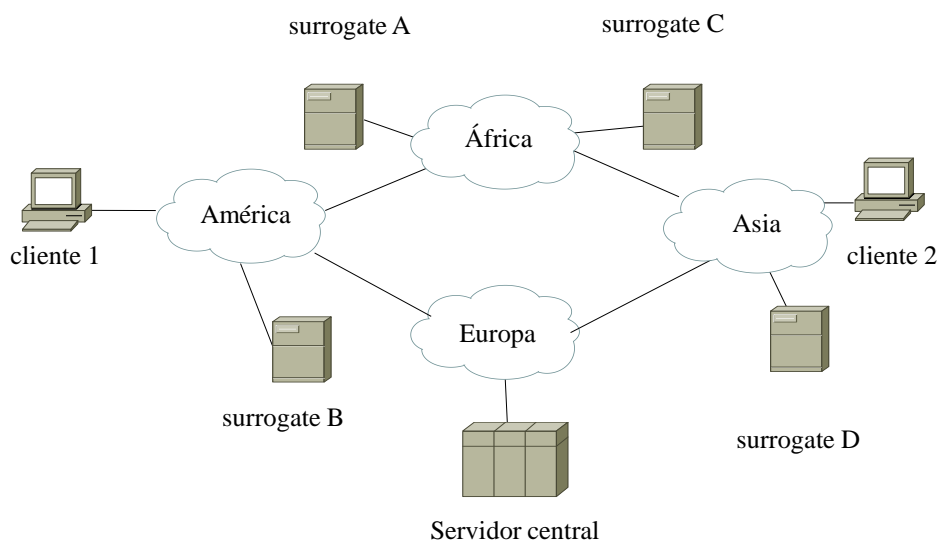 surrogate A
surrogate C
África
América
Asia
cliente 1
cliente 2
Europa
surrogate B
surrogate D
Servidor central